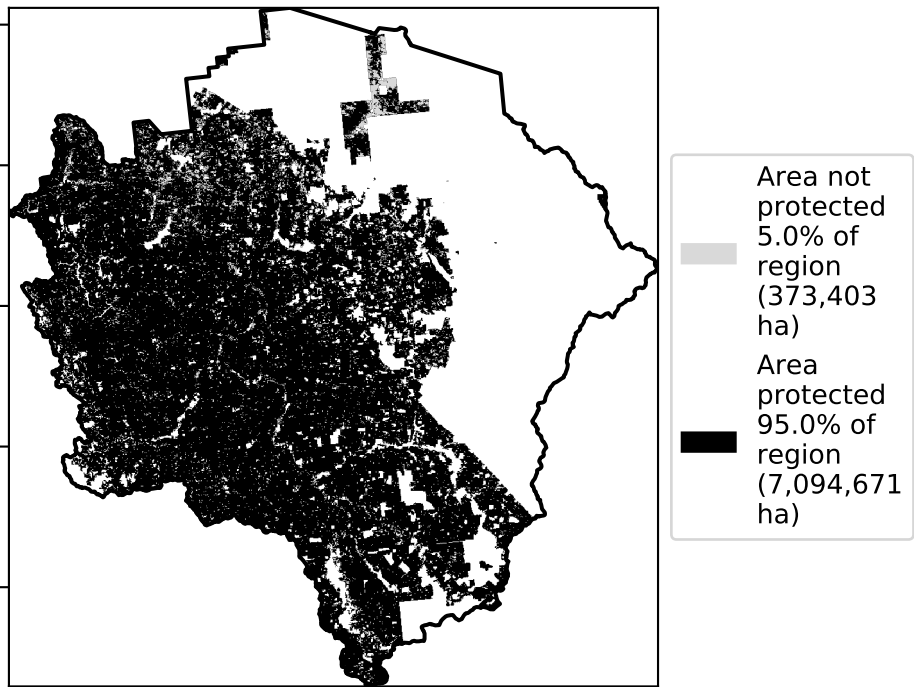 Area not
protected
5.0% of
region
(373,403
ha)
Area
protected
95.0% of
region
(7,094,671
ha)